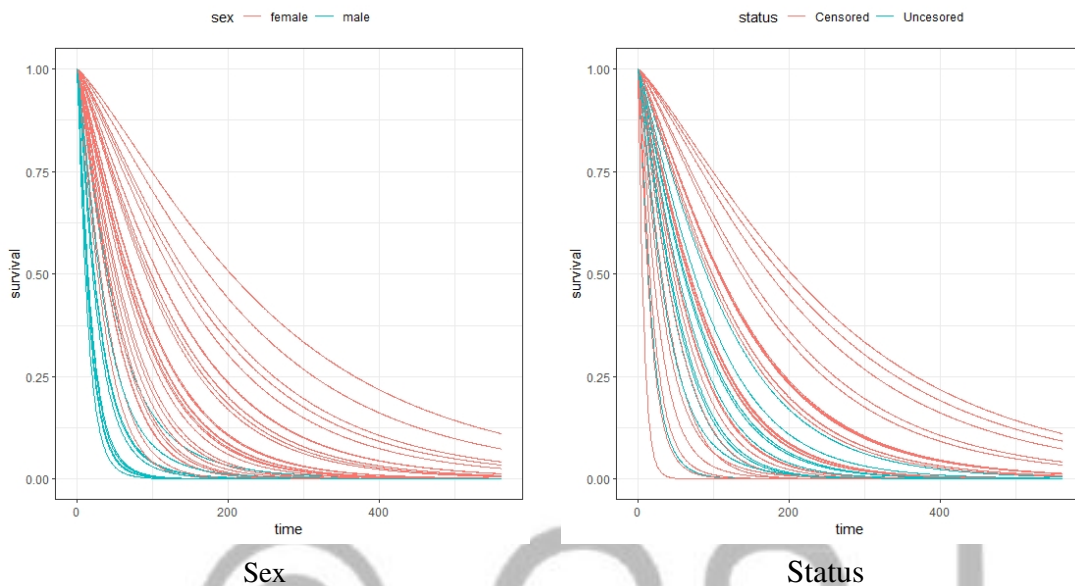 sex female male
1.00
0.75
0.50
0.25
0.00
survival
0 200 400
time
Sex
status Censored Uncesored
1.00
0.75
0.50
0.25
0.00
survival
0 200 400
time
Status